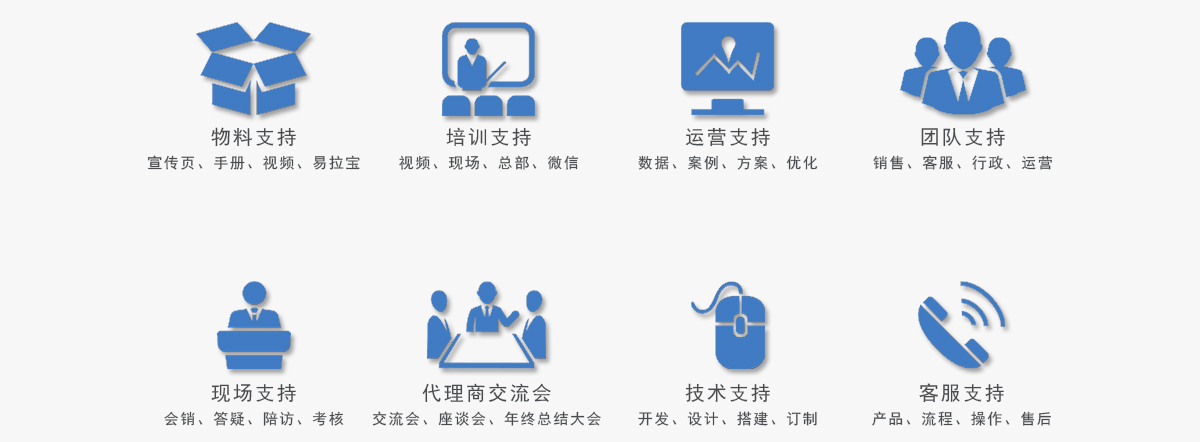 物料支持
宣传页、手册、视频、易拉宝
培训支持
视频、现场、总部、微信
运营支持
数据、案例、方案、优化
团队支持
销售、客服、行政、运营
现场支持
会销、答疑、陪访、考核
代理商交流会
交流会、座谈会、年终总结大会
技术支持
开发、设计、搭建、订制
客服支持
产品、流程、操作、售后